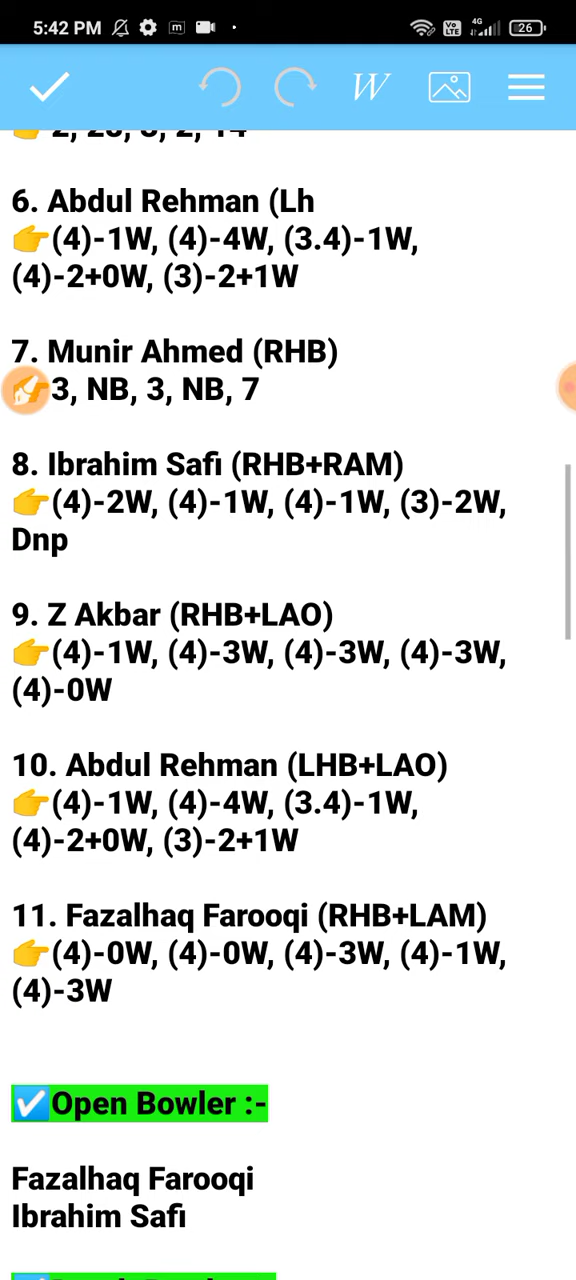 5:42 PM
4G
26
W
6. Abdul Rehman (Lh
👉(4)-1W, (4)-4W, (3.4)-1W,
(4)-2+0W, (3)-2+1W
7. Munir Ahmed (RHB)
3, NB, 3, NB, 7
8. Ibrahim Safi (RHB+RAM)
👉(4)-2W, (4)-1W, (4)-1W, (3)-2W,
Dnp
9. Z Akbar (RHB+LAO)
👉(4)-1W, (4)-3W, (4)-3W, (4)-3W,
(4)-0W
10. Abdul Rehman (LHB+LAO)
👉(4)-1W, (4)-4W, (3.4)-1W,
(4)-2+0W, (3)-2+1W
11. Fazalhaq Farooqi (RHB+LAM)
👉(4)-0W, (4)-0W, (4)-3W, (4)-1W,
(4)-3W
✅Open Bowler :-
Fazalhaq Farooqi
Ibrahim Safi